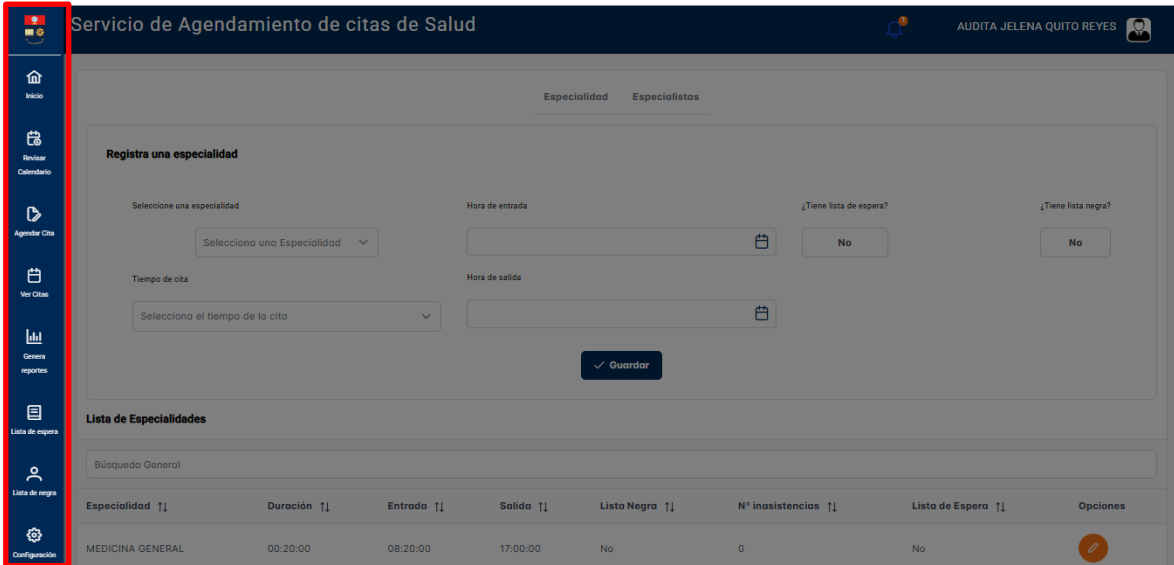 Servicio de Agendamiento de citas de Salud
1
AUDITA JELENA QUITO REYES
Inicio
Revisar
Calendario
Agendar Cita
Ver Citas
Genera
reportes
Lista de espera
Lista de negra
Configuración
Especialidad Especialistas
Registra una especialidad
Seleccione una especialidad Hora de entrada ¿Tiene lista de espera? ¿Tiene lista negra?
Selecciona una Especialidad No No
Tiempo de cita Hora de salida
Selecciona el tiempo de la cita
Guardar
Lista de Especialidades
Búsqueda General
Especialidad Duración Entrada Salida Lista Negra Nº inasistencias Lista de Espera Opciones
MEDICINA GENERAL 00:20:00 08:20:00 17:00:00 No 0 No